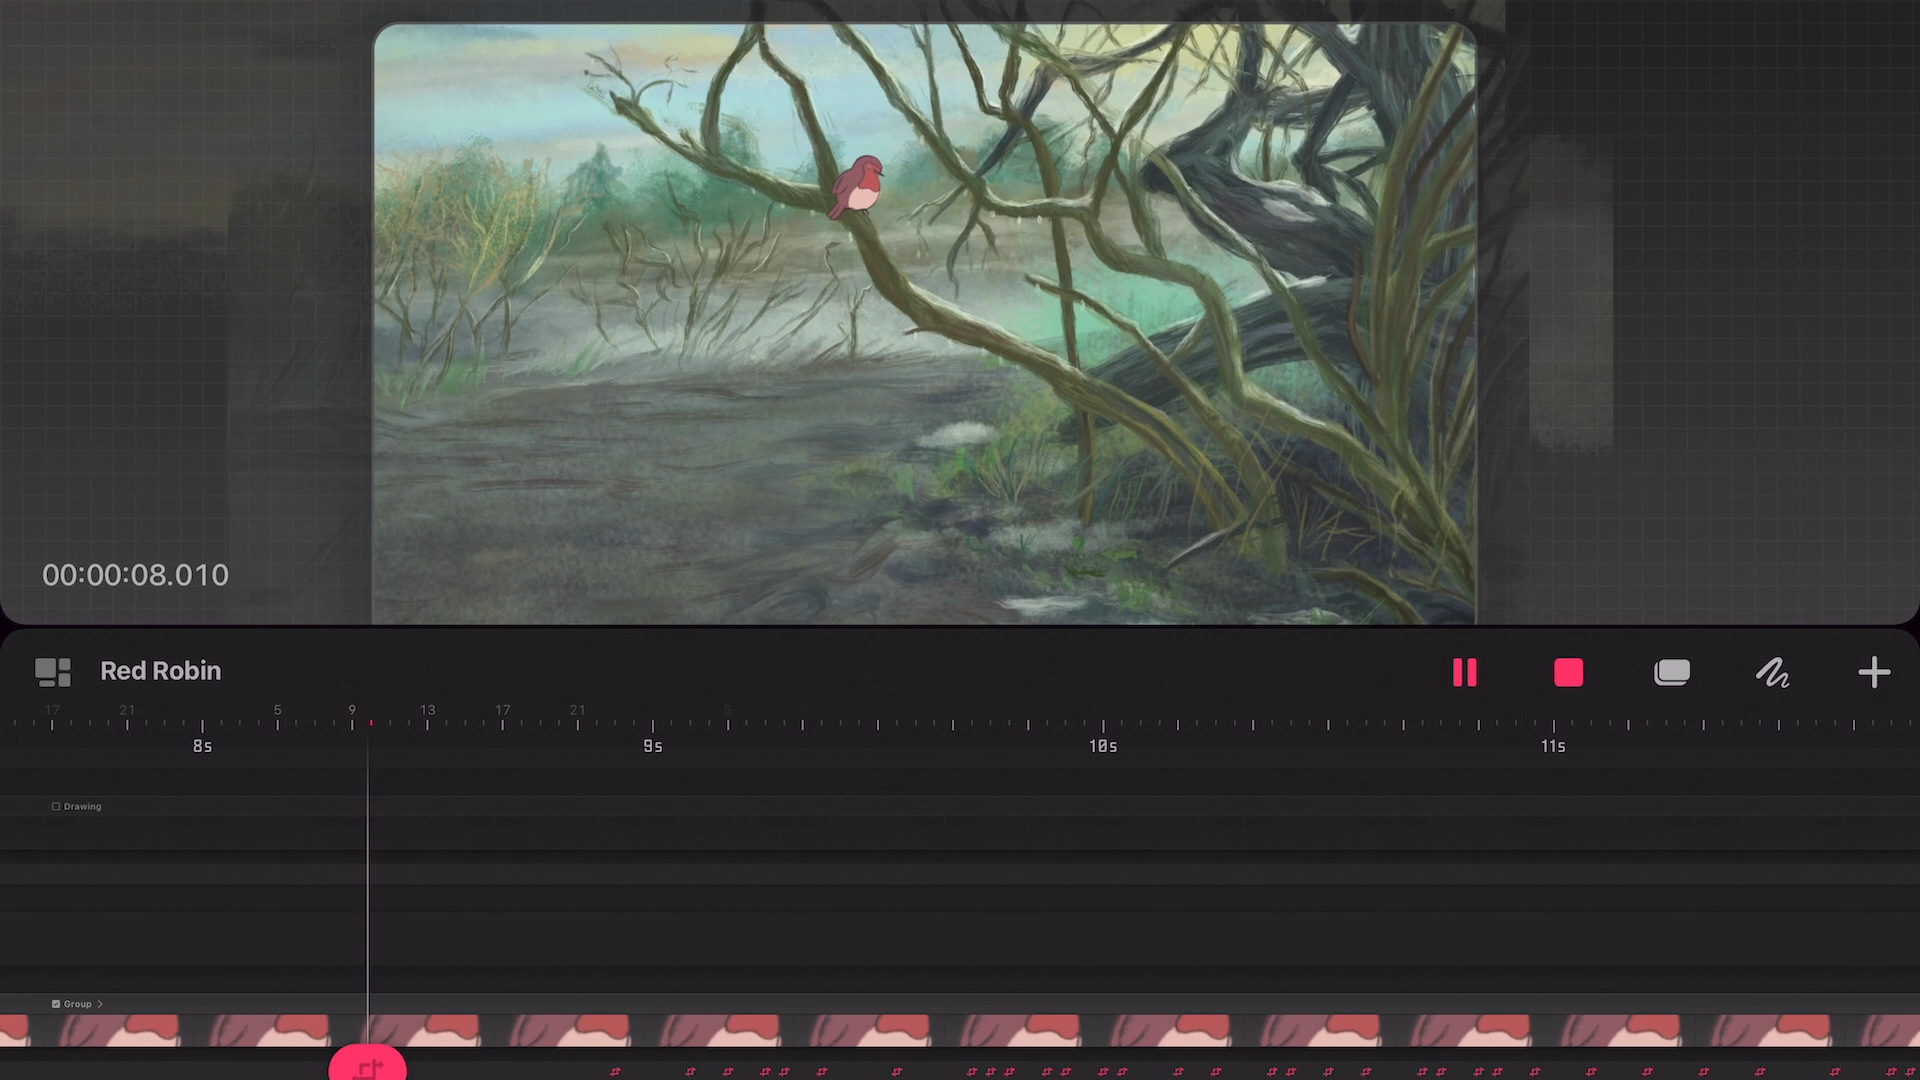 00:00:08.010
Red Robin
17 21 5 9 13 17 21 5
8s 9s 10s 11s
Drawing
Group >